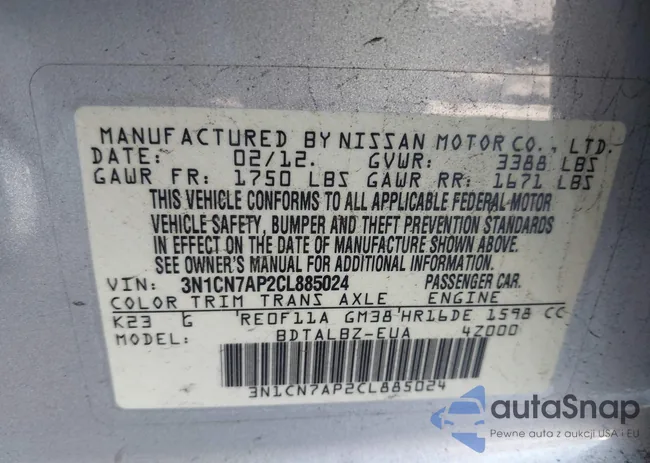 MANUFACTURED BY NISSAN MOTOR CO., LTD.
DATE: 02/12. GVWR: 3388 LBS
GAWR FR: 1750 LBS GAWR RR: 1671 LBS
THIS VEHICLE CONFORMS TO ALL APPLICABLE FEDERAL MOTOR
VEHICLE SAFETY, BUMPER AND THEFT PREVENTION STANDARDS
IN EFFECT ON THE DATE OF MANUFACTURE SHOWN ABOVE.
SEE OWNER'S MANUAL FOR ADDITIONAL INFORMATION.
VIN: 3N1CN7AP2CL885024 PASSENGER CAR.
COLOR TRIM TRANS AXLE ENGINE
K23 G RE0F11A GM38 HR16DE 1598 CC
MODEL: BDTALBZ-EUA 4Z000
3N1CN7AP2CL885024
autoSnap
Pewne auta z aukcji USA i EU